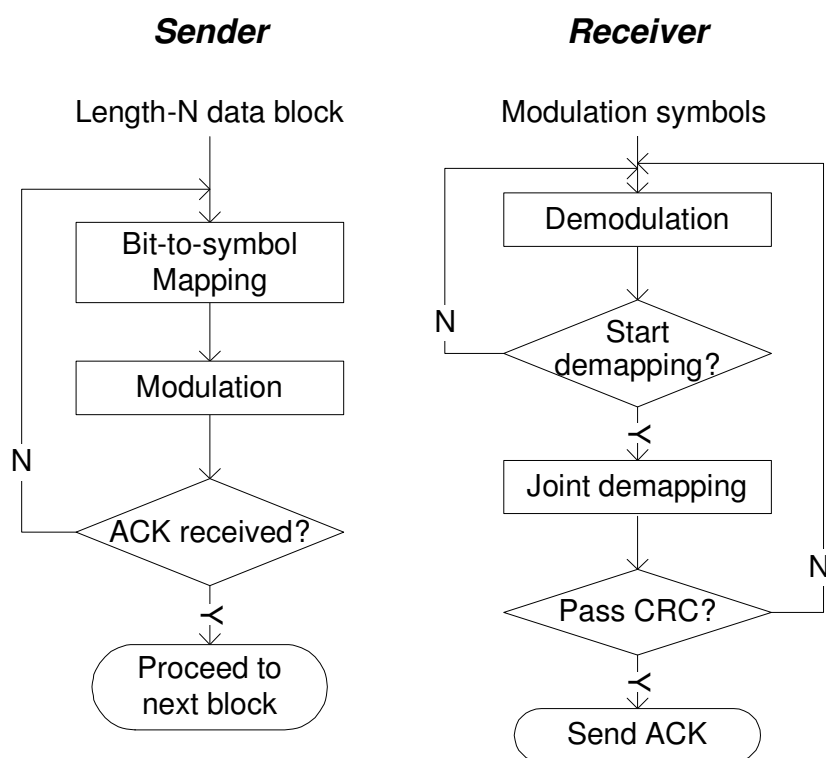 Sender
Length-N data block
Bit-to-symbol
Mapping
Modulation
N
ACK received?
Y
Proceed to
next block
Receiver
Modulation symbols
Demodulation
N
Start
demapping?
Y
Joint demapping
N
Pass CRC?
Y
Send ACK